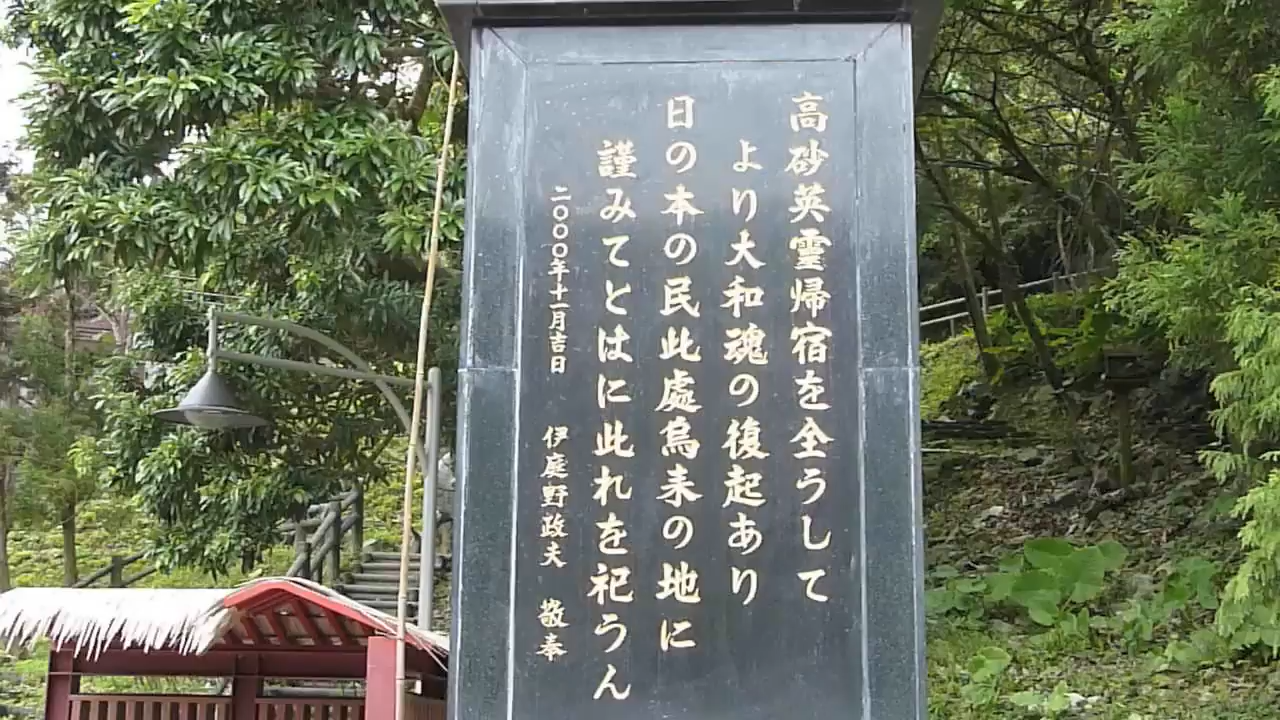 高砂英霊帰宿を全うして
より大和魂の復起あり
日の本の民此處烏来の地に
謹みてとはに此れを祀うん
二〇〇〇年十一月吉日 伊庭野政夫 敬奉